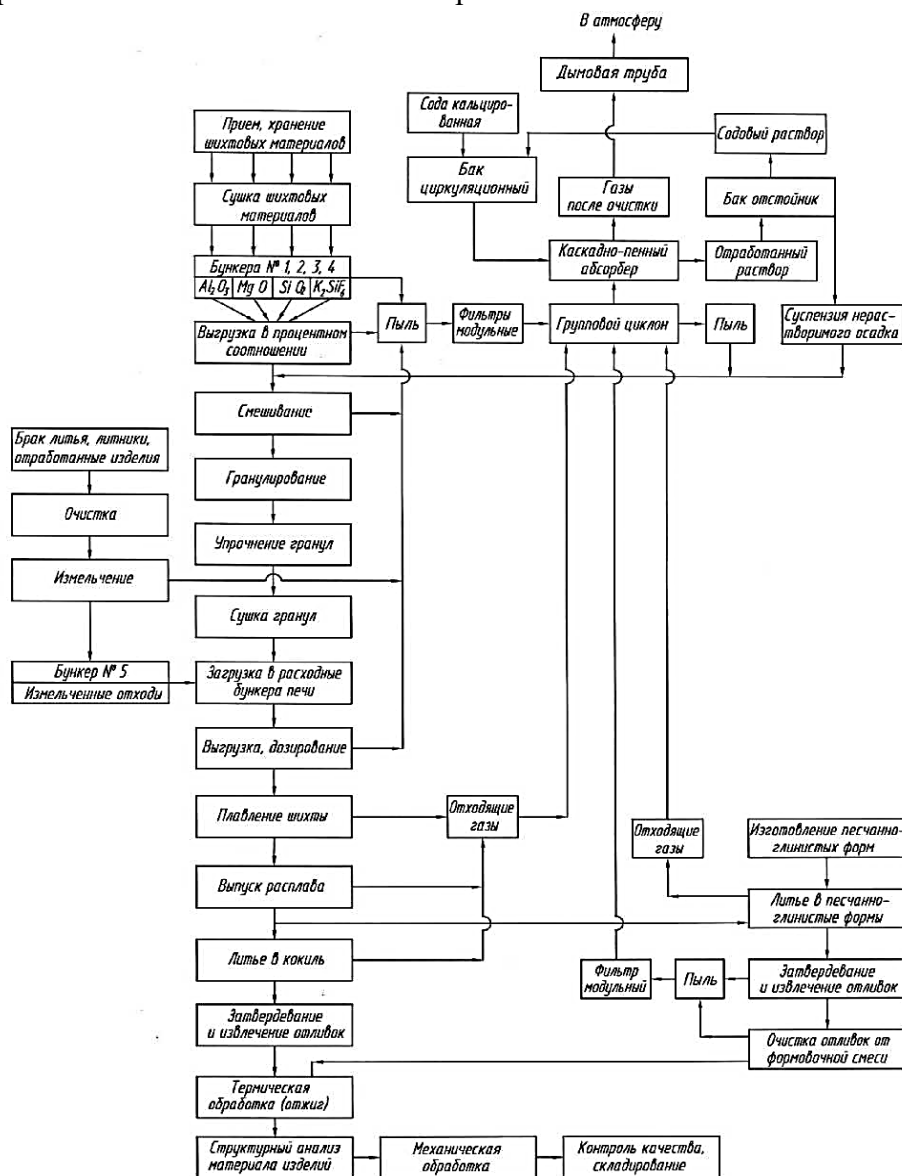 В атмосферу
Дымовая труба
Сода кальциро-
ванная
Содовый раствор
Прием, хранение
шихтовых материалов
Бак
циркуляционный
Газы
после очистки
Бак отстойник
Сушка шихтовых
материалов
Каскадно-пенный
абсорбер
Отработанный
раствор
Бункера № 1, 2, 3, 4
Al₂O₃ Mg O Si O₂ K₂SiF₆
Пыль
Фильтры
модульные
Групповой циклон
Пыль
Суспензия нерас-
творимого осадка
Выгрузка в процентном
соотношении
Смешивание
Брак литья, литники,
отработанные изделия
Гранулирование
Очистка
Упрочнение гранул
Измельчение
Сушка гранул
Бункер № 5
Измельченные отходы
Загрузка в расходные
бункера печи
Выгрузка, дозирование
Плавление шихты
Отходящие
газы
Отходящие
газы
Изготовление песчанно-
глинистых форм
Выпуск расплава
Литье в песчанно-
глинистые формы
Литье в кокиль
Фильтр
модульный
Пыль
Затвердевание
и извлечение отливок
Затвердевание
и извлечение отливок
Очистка отливок от
формовочной смеси
Термическая
обработка (отжиг)
Структурный анализ
материала изделий
Механическая
обработка
Контроль качества,
складирование